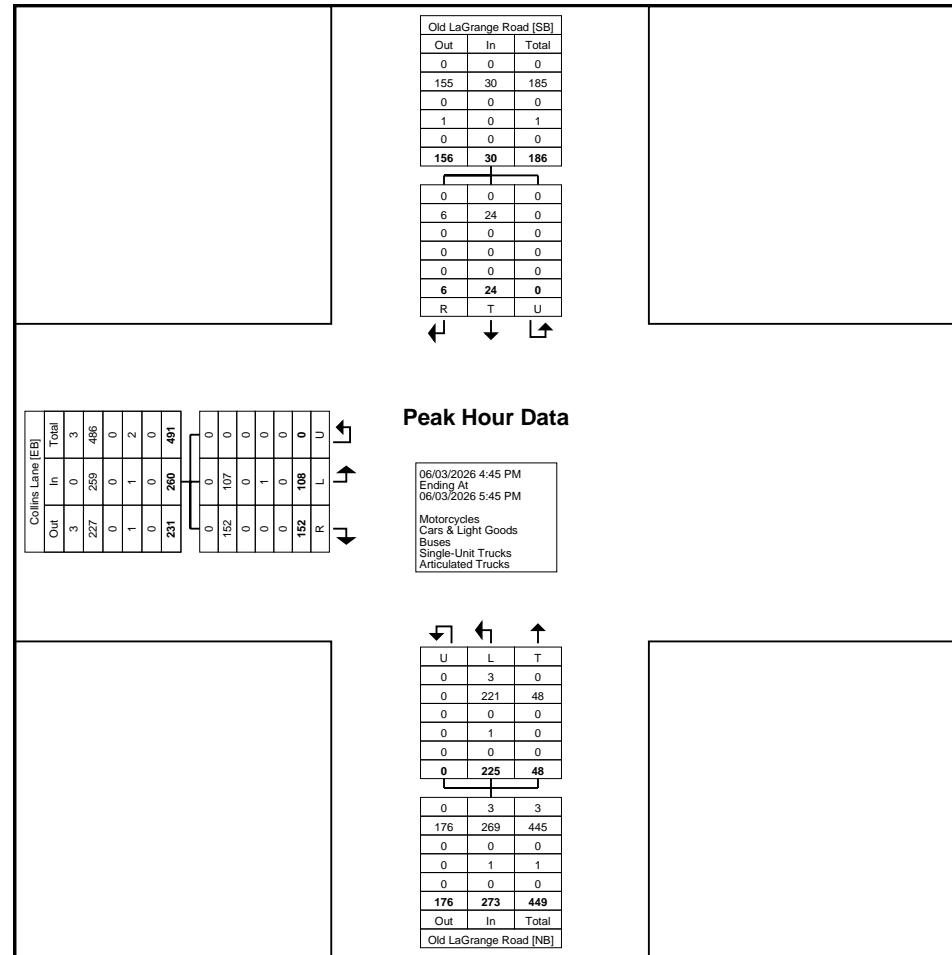 Old LaGrange Road [SB]
Out In Total
0 0 0
155 30 185
0 0 0
1 0 1
0 0 0
156 30 186
0 0 0
6 24 0
0 0 0
0 0 0
0 0 0
6 24 0
R T U
Collins Lane [EB]
Out In Total
3 0 3
227 259 486
0 0 0
1 1 2
0 0 0
231 260 491
0 0 0
152 107 0
0 0 0
0 1 0
0 0 0
152 108 0
R L U
Peak Hour Data
06/03/2026 4:45 PM
Ending At
06/03/2026 5:45 PM
Motorcycles
Cars & Light Goods
Buses
Single-Unit Trucks
Articulated Trucks
U L T
0 3 0
0 221 48
0 0 0
0 1 0
0 0 0
0 225 48
0 3 3
176 269 445
0 0 0
0 1 1
0 0 0
176 273 449
Out In Total
Old LaGrange Road [NB]